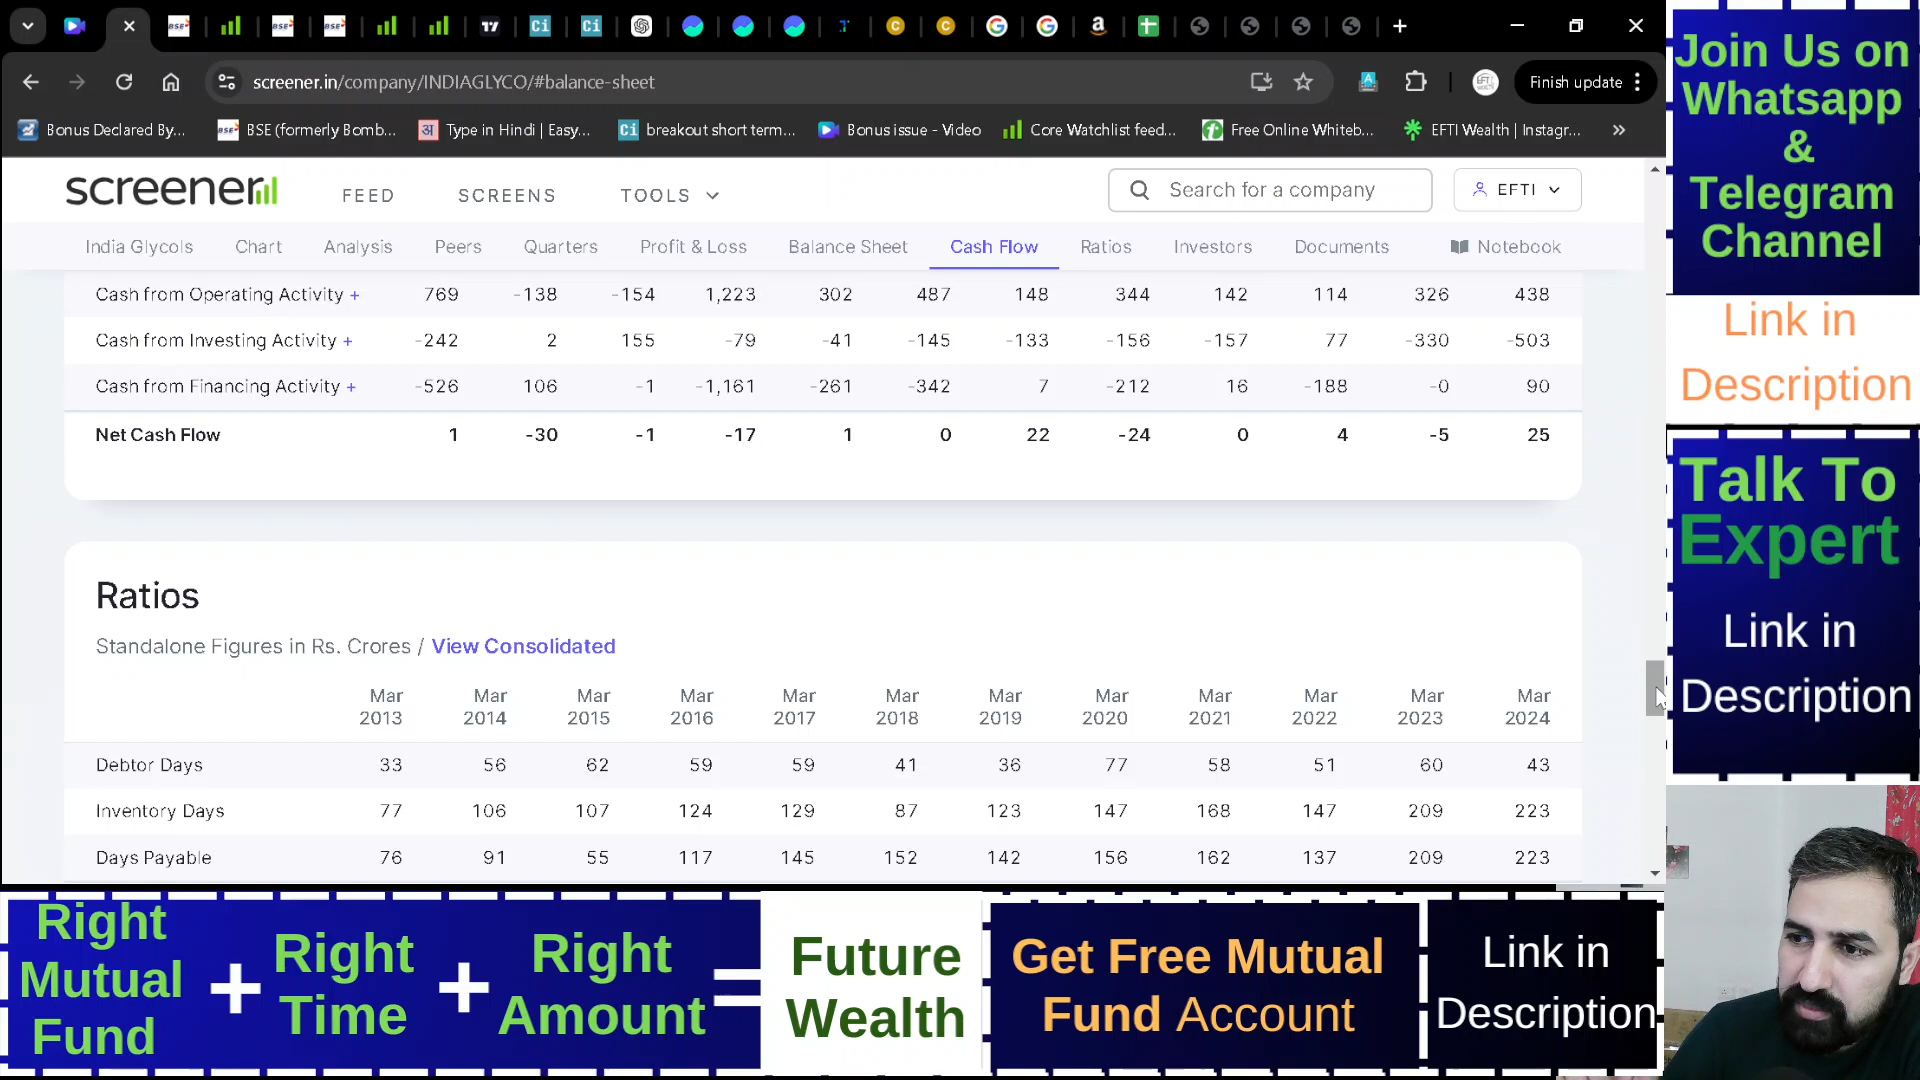 screener.in/company/INDIAGLYCO/#balance-sheet
Finish update
Bonus Declared By...
BSE (formerly Bomb...
Type in Hindi | Easy...
breakout short term...
Bonus issue - Video
Core Watchlist feed...
Free Online Whiteb...
EFTI Wealth | Instagr...
screener
FEED SCREENS TOOLS
Search for a company
EFTI
India Glycols Chart Analysis Peers Quarters Profit & Loss Balance Sheet Cash Flow Ratios Investors Documents Notebook
Cash from Operating Activity + 769 -138 -154 1,223 302 487 148 344 142 114 326 438
Cash from Investing Activity + -242 2 155 -79 -41 -145 -133 -156 -157 77 -330 -503
Cash from Financing Activity + -526 106 -1 -1,161 -261 -342 7 -212 16 -188 -0 90
Net Cash Flow 1 -30 -1 -17 1 0 22 -24 0 4 -5 25
Ratios
Standalone Figures in Rs. Crores / View Consolidated
Mar Mar Mar Mar Mar Mar Mar Mar Mar Mar Mar Mar
2013 2014 2015 2016 2017 2018 2019 2020 2021 2022 2023 2024
Debtor Days 33 56 62 59 59 41 36 77 58 51 60 43
Inventory Days 77 106 107 124 129 87 123 147 168 147 209 223
Days Payable 76 91 55 117 145 152 142 156 162 137 209 223
Join Us on
Whatsapp
&
Telegram
Channel
Link in
Description
Talk To
Expert
Link in
Description
Right
Mutual
Fund
+
Right
Time
+
Right
Amount
=
Future
Wealth
Get Free Mutual
Fund Account
Link in
Description